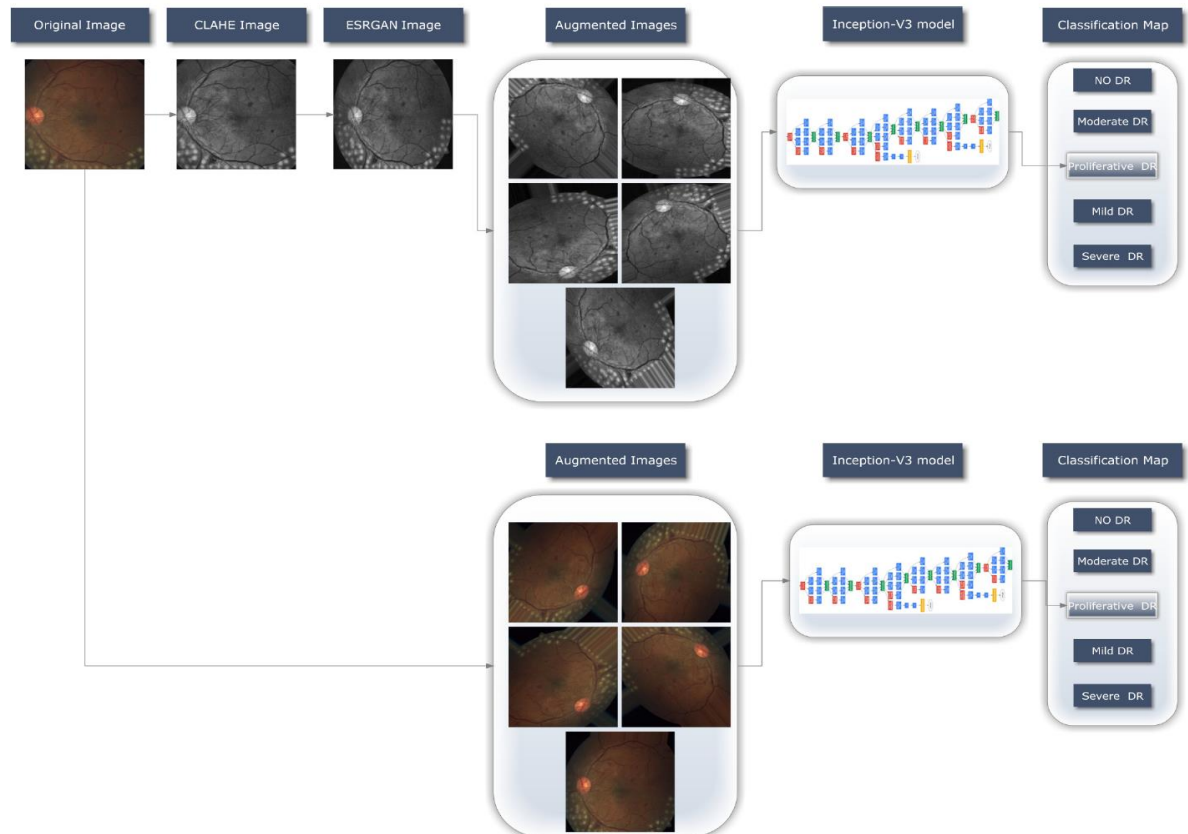 Original Image
CLAHE Image
ESRGAN Image
Augmented Images
Inception-V3 model
Classification Map
NO DR
Moderate DR
Proliferative DR
Mild DR
Severe DR
Augmented Images
Inception-V3 model
Classification Map
NO DR
Moderate DR
Proliferative DR
Mild DR
Severe DR